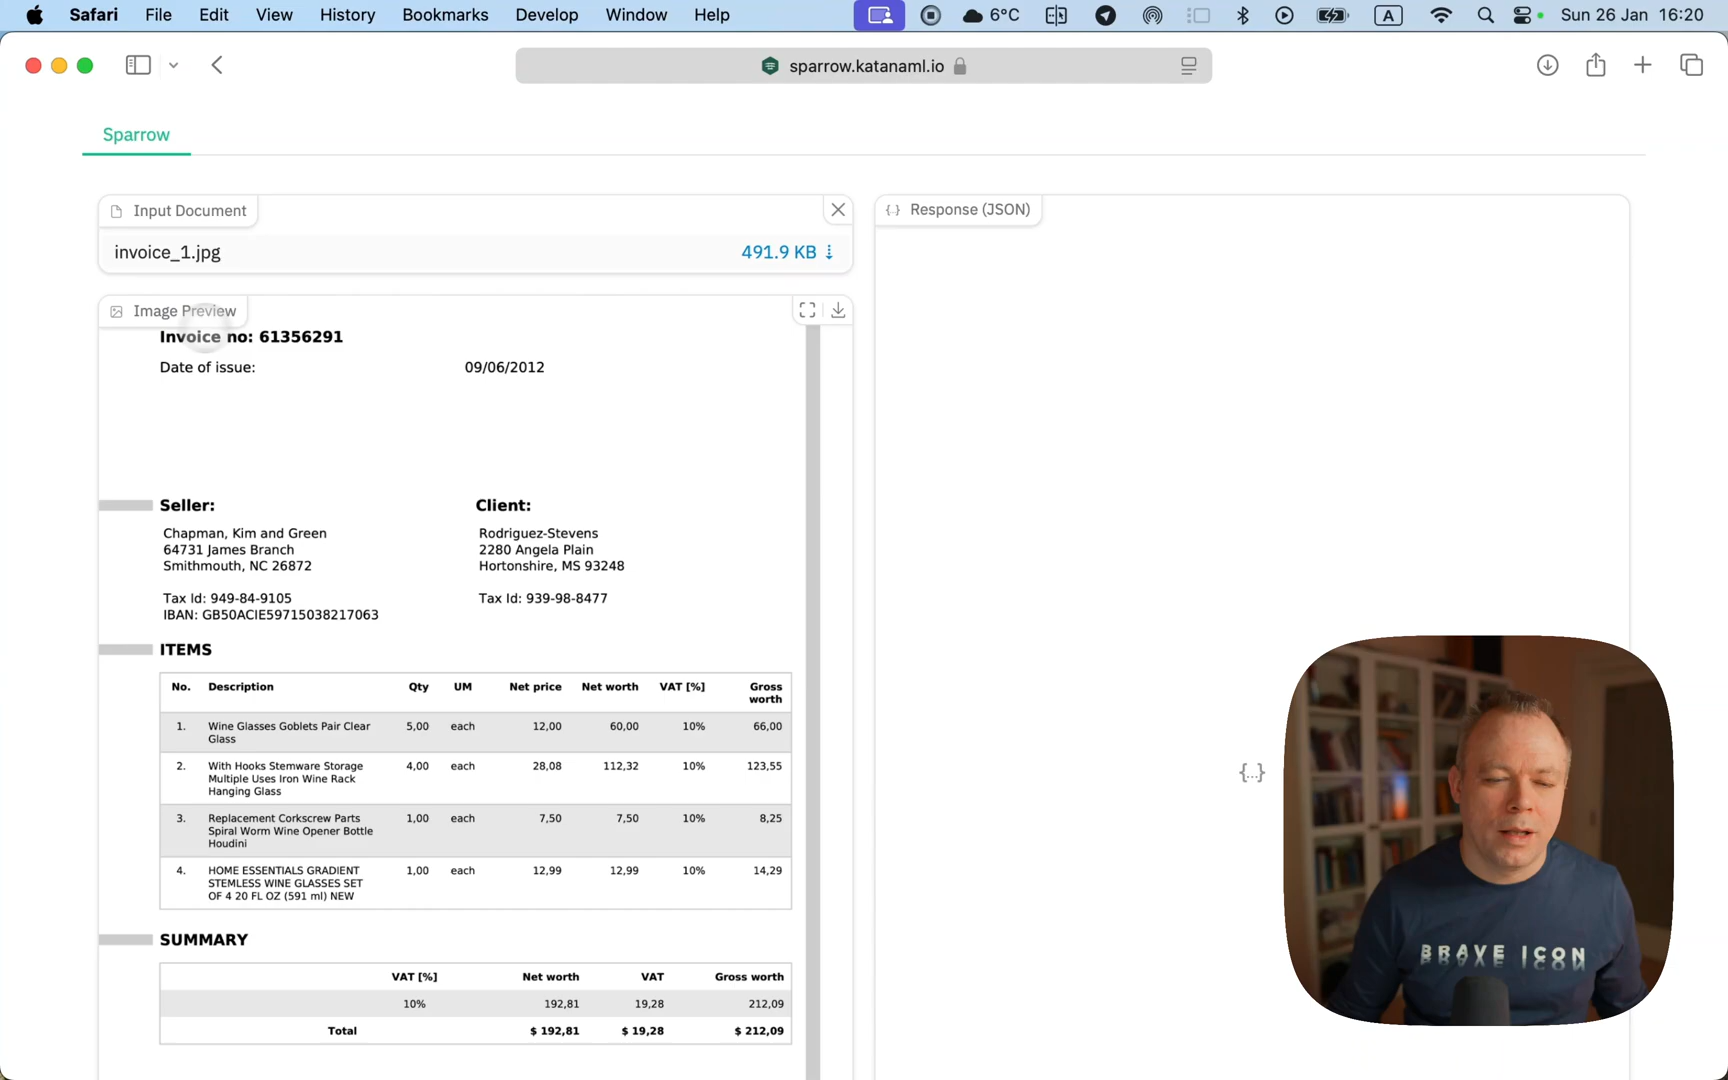 Safari File Edit View History Bookmarks Develop Window Help 6°C A Sun 26 Jan 16:20
sparrow.katanaml.io
Sparrow
Input Document
invoice_1.jpg 491.9 KB ↓
Image Preview
Invoice no: 61356291
Date of issue: 09/06/2012
Seller: Client:
Chapman, Kim and Green Rodriguez-Stevens
64731 James Branch 2280 Angela Plain
Smithmouth, NC 26872 Hortonshire, MS 93248
Tax Id: 949-84-9105 Tax Id: 939-98-8477
IBAN: GB50ACIE59715038217063
ITEMS
No. Description Qty UM Net price Net worth VAT [%] Gross
worth
1. Wine Glasses Goblets Pair Clear 5,00 each 12,00 60,00 10% 66,00
Glass
2. With Hooks Stemware Storage 4,00 each 28,08 112,32 10% 123,55
Multiple Uses Iron Wine Rack
Hanging Glass
3. Replacement Corkscrew Parts 1,00 each 7,50 7,50 10% 8,25
Spiral Worm Wine Opener Bottle
Houdini
4. HOME ESSENTIALS GRADIENT 1,00 each 12,99 12,99 10% 14,29
STEMLESS WINE GLASSES SET
OF 4 20 FL OZ (591 ml) NEW
SUMMARY
VAT [%] Net worth VAT Gross worth
10% 192,81 19,28 212,09
Total $ 192,81 $ 19,28 $ 212,09
{..} Response (JSON)
{...}
BRAVE ICON